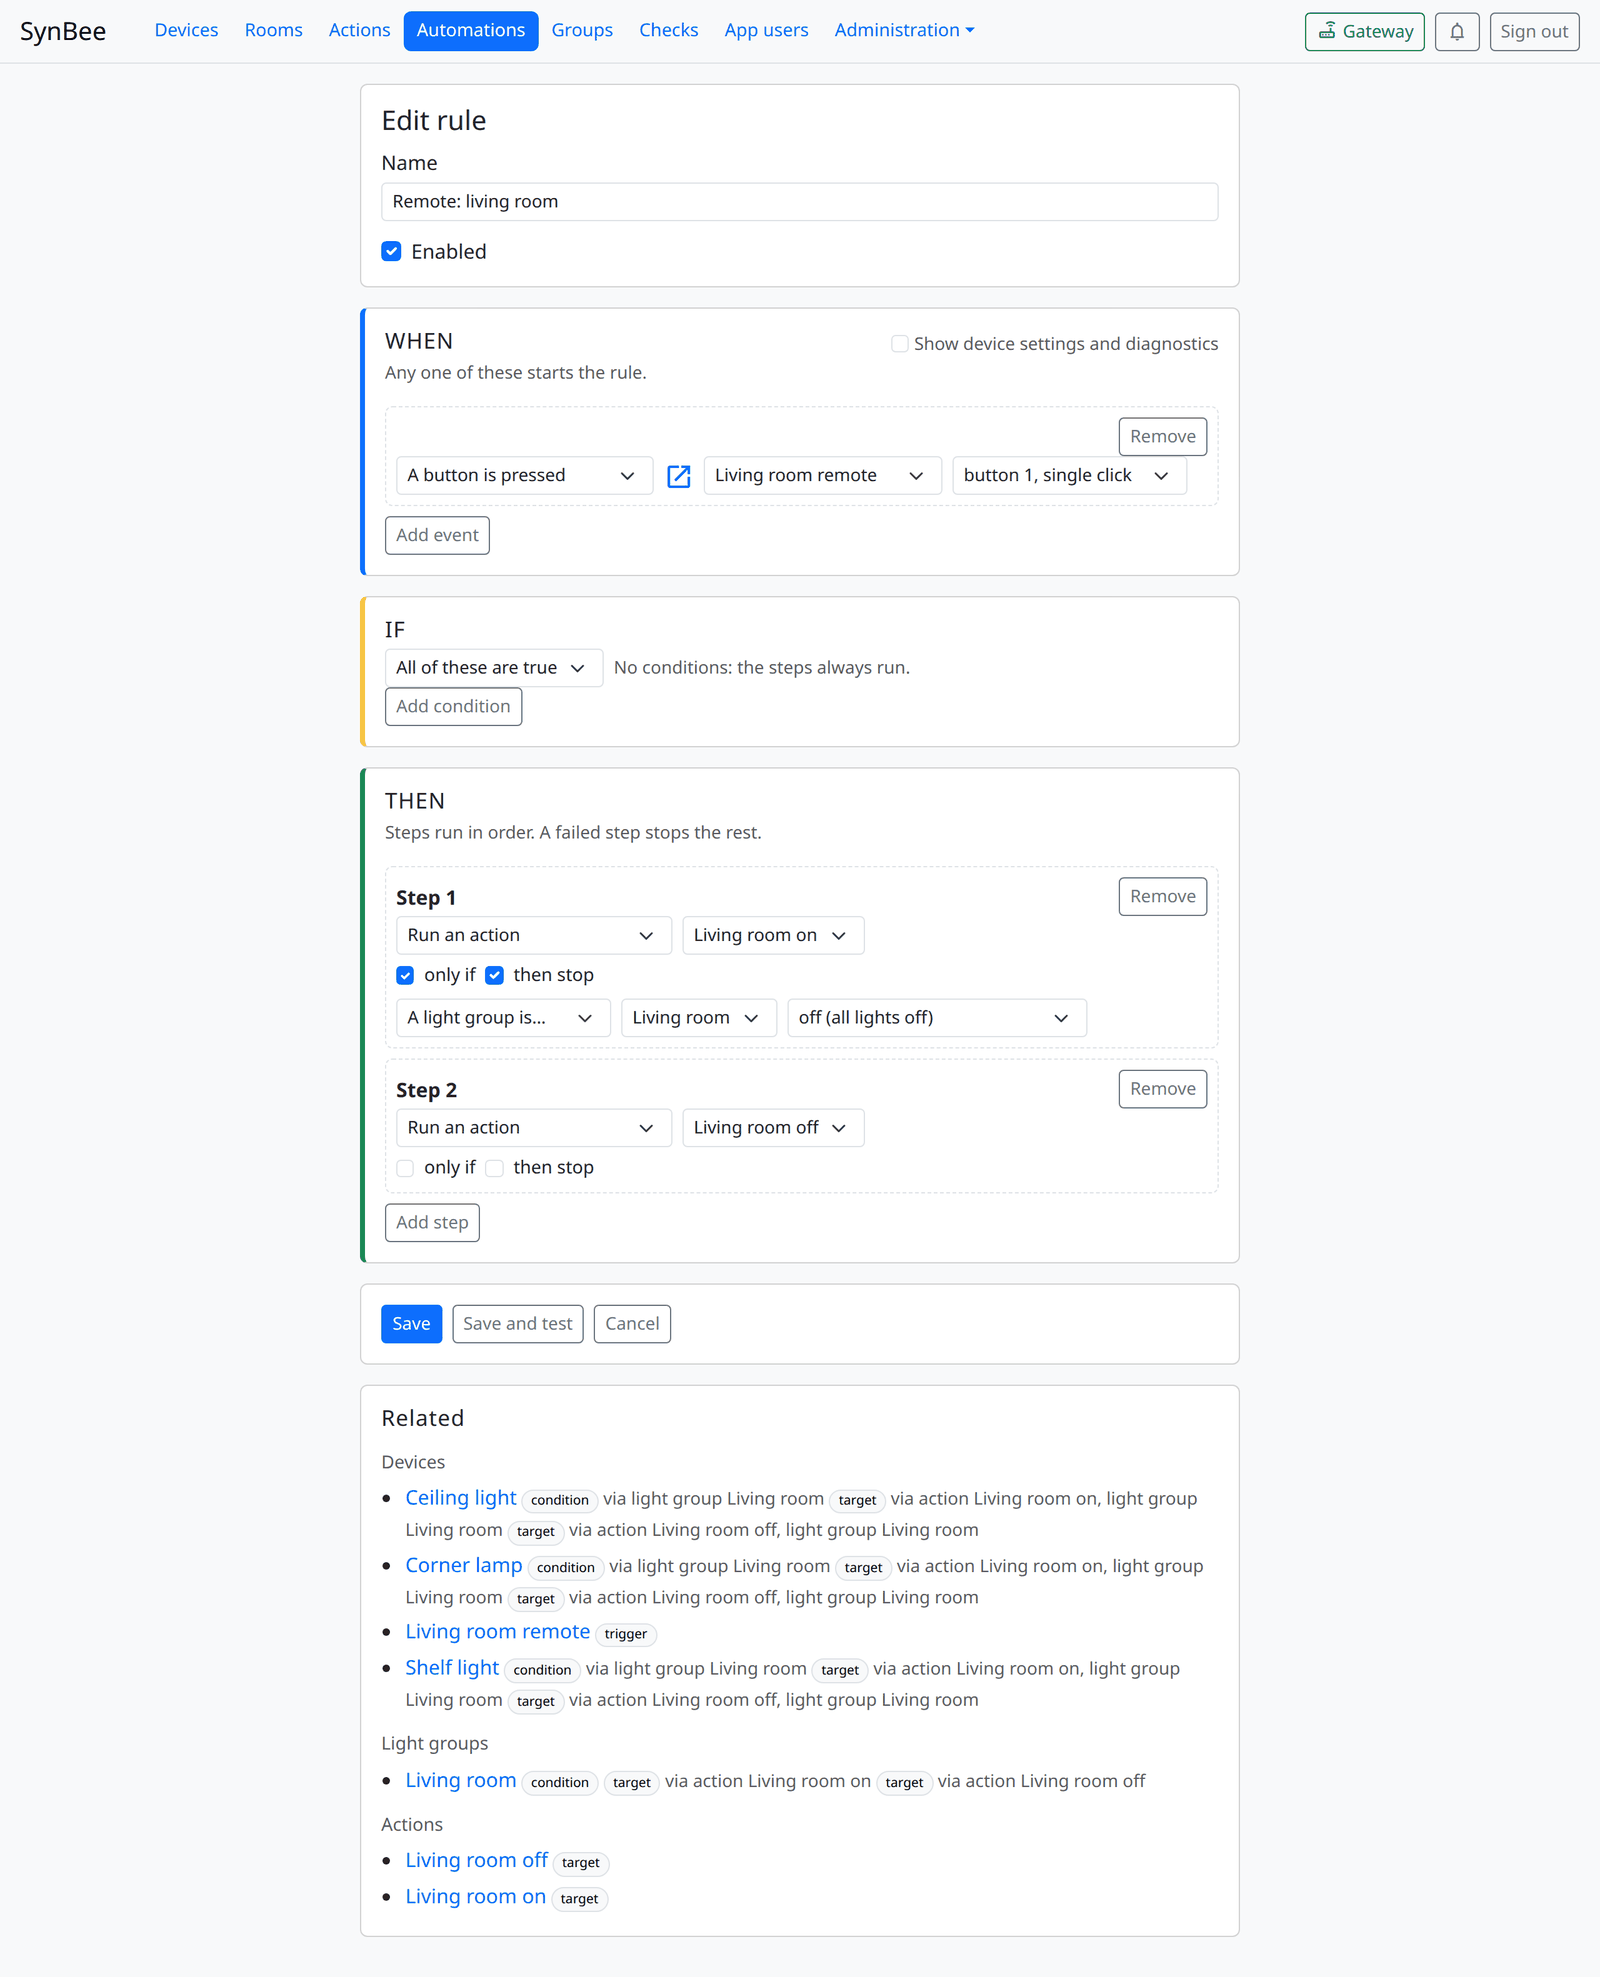 SynBee Devices Rooms Actions Automations Groups Checks App users Administration Gateway Sign out
Edit rule
Name
Remote: living room
Enabled
WHEN
Show device settings and diagnostics
Any one of these starts the rule.
Remove
A button is pressed Living room remote button 1, single click
Add event
IF
All of these are true No conditions: the steps always run.
Add condition
THEN
Steps run in order. A failed step stops the rest.
Step 1 Remove
Run an action Living room on
only if then stop
A light group is... Living room off (all lights off)
Step 2 Remove
Run an action Living room off
only if then stop
Add step
Save Save and test Cancel
Related
Devices
Ceiling light condition via light group Living room target via action Living room on, light group
Living room target via action Living room off, light group Living room
Corner lamp condition via light group Living room target via action Living room on, light group
Living room target via action Living room off, light group Living room
Living room remote trigger
Shelf light condition via light group Living room target via action Living room on, light group
Living room target via action Living room off, light group Living room
Light groups
Living room condition target via action Living room on target via action Living room off
Actions
Living room off target
Living room on target